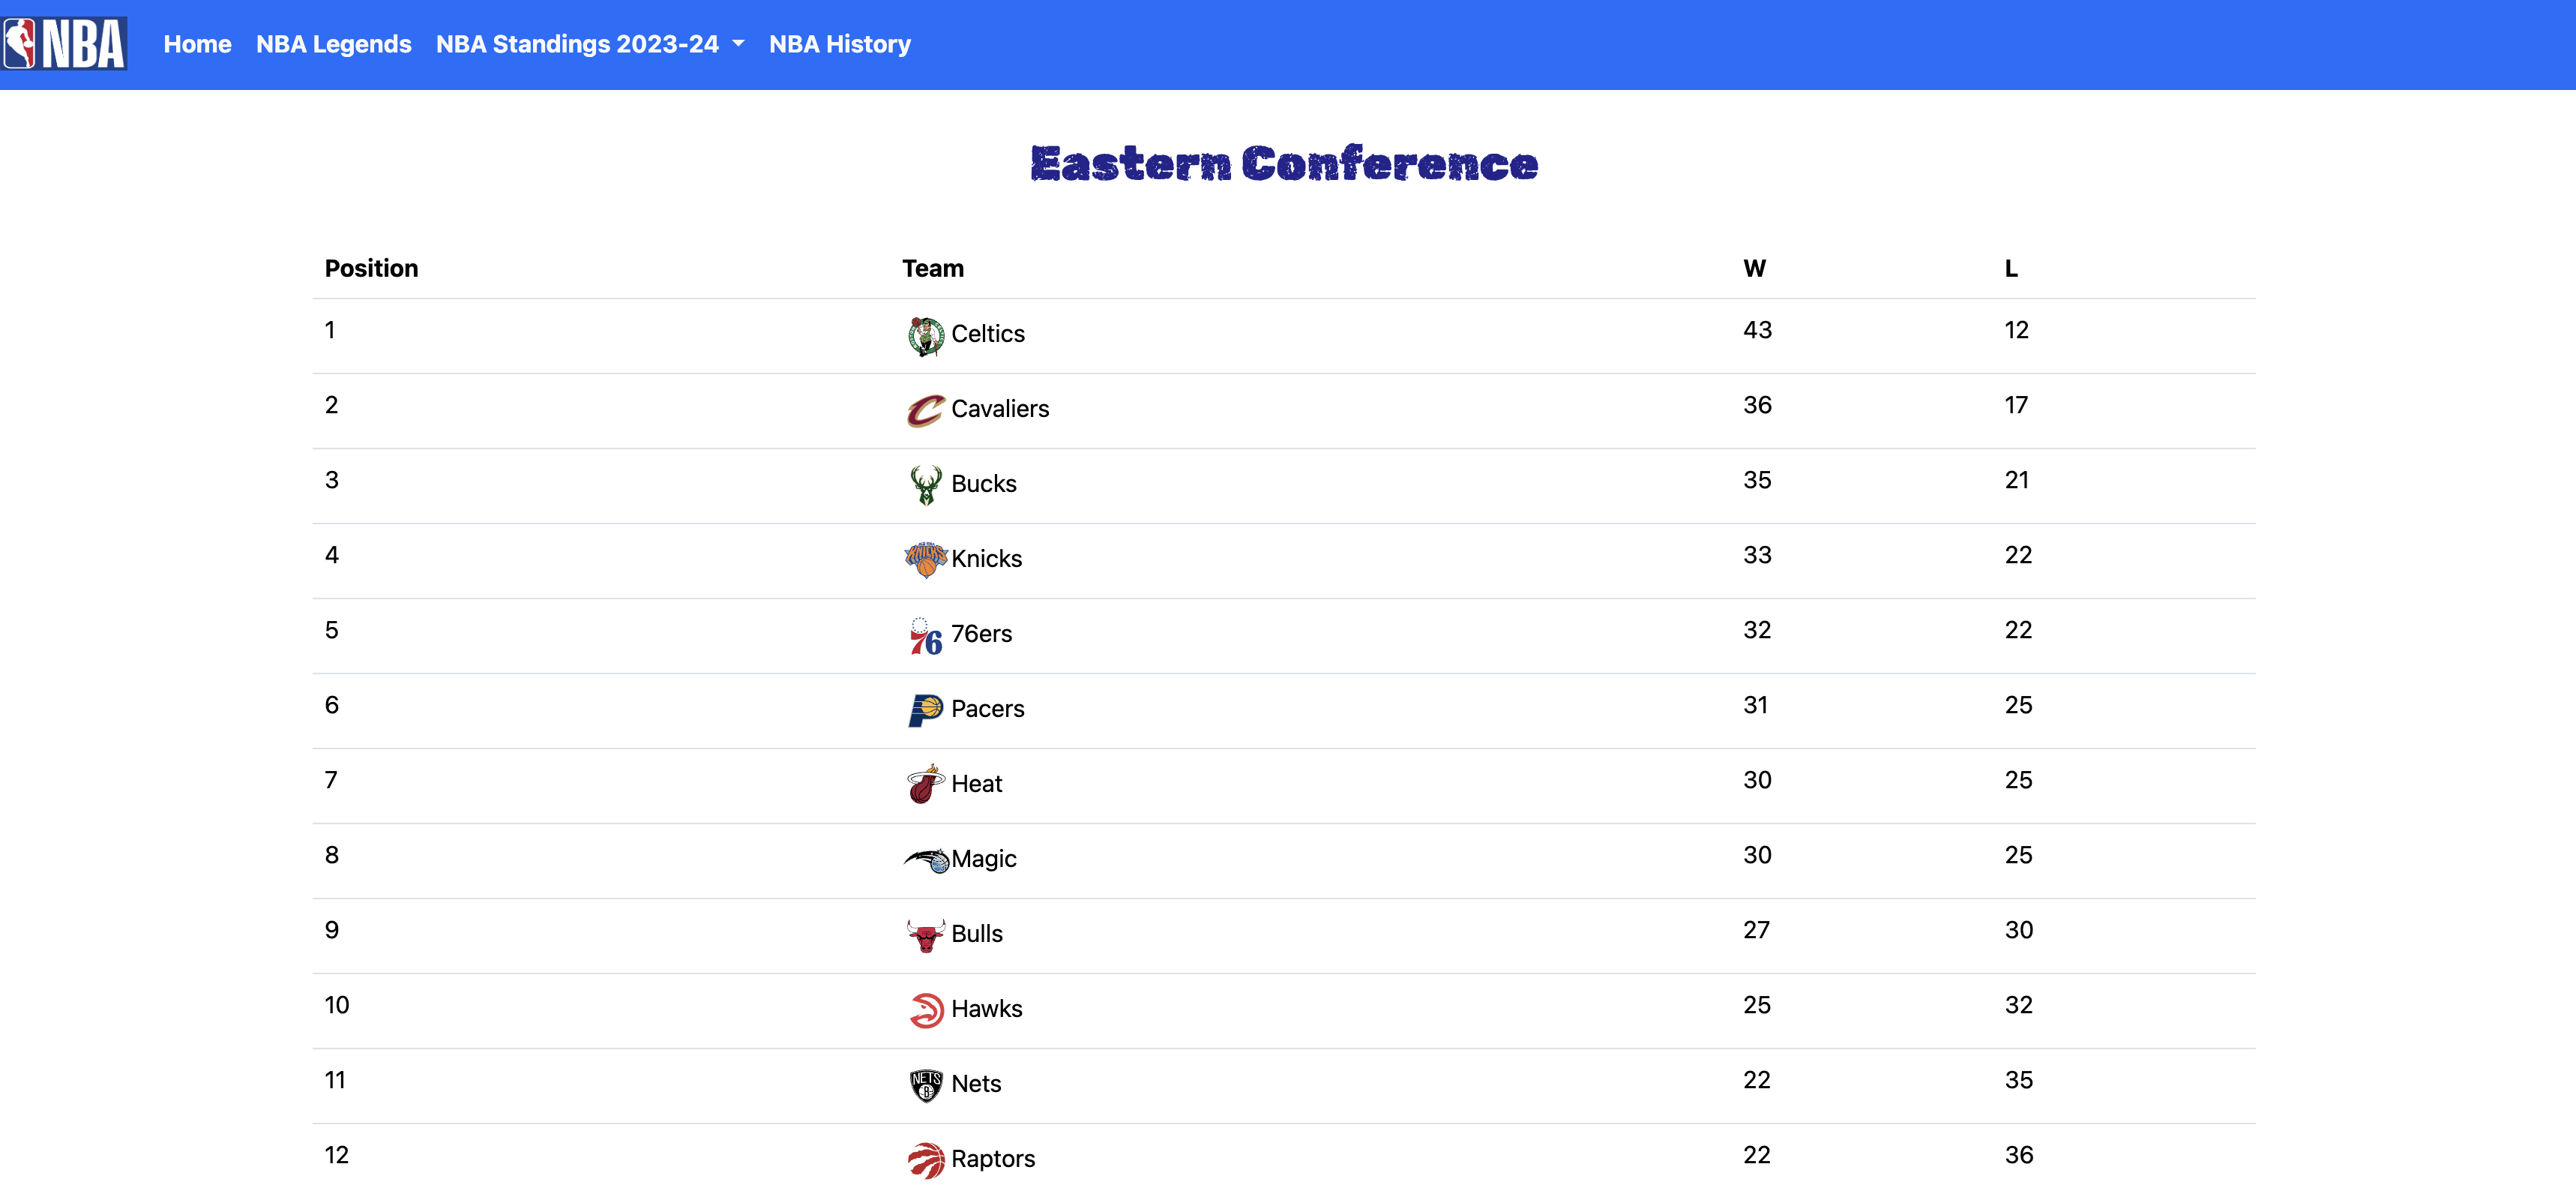 NBA Home NBA Legends NBA Standings 2023-24 NBA History
Eastern Conference
Position Team W L
1 Celtics 43 12
2 Cavaliers 36 17
3 Bucks 35 21
4 KNICKS Knicks 33 22
5 76 76ers 32 22
6 Pacers 31 25
7 Heat 30 25
8 Magic 30 25
9 Bulls 27 30
10 Hawks 25 32
11 NETS B Nets 22 35
12 Raptors 22 36